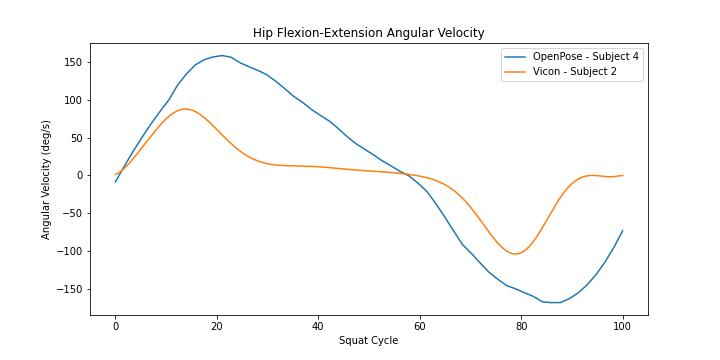 Hip Flexion-Extension Angular Velocity
OpenPose - Subject 4
Vicon - Subject 2
Angular Velocity (deg/s)
150
100
50
0
−50
−100
−150
0 20 40 60 80 100
Squat Cycle